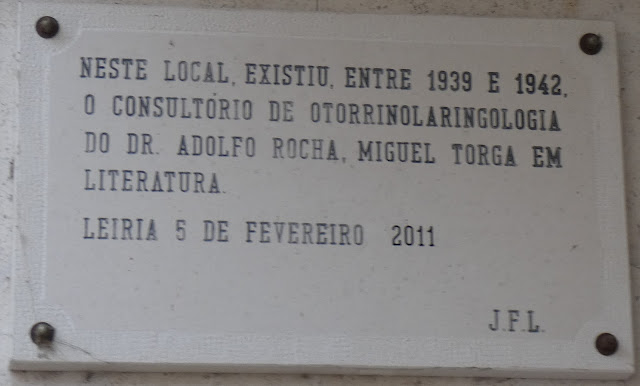 NESTE LOCAL, EXISTIU, ENTRE 1939 E 1942,
O CONSULTÓRIO DE OTORRINOLARINGOLOGIA
DO DR. ADOLFO ROCHA, MIGUEL TORGA EM
LITERATURA.
LEIRIA 5 DE FEVEREIRO 2011
J.F.L.